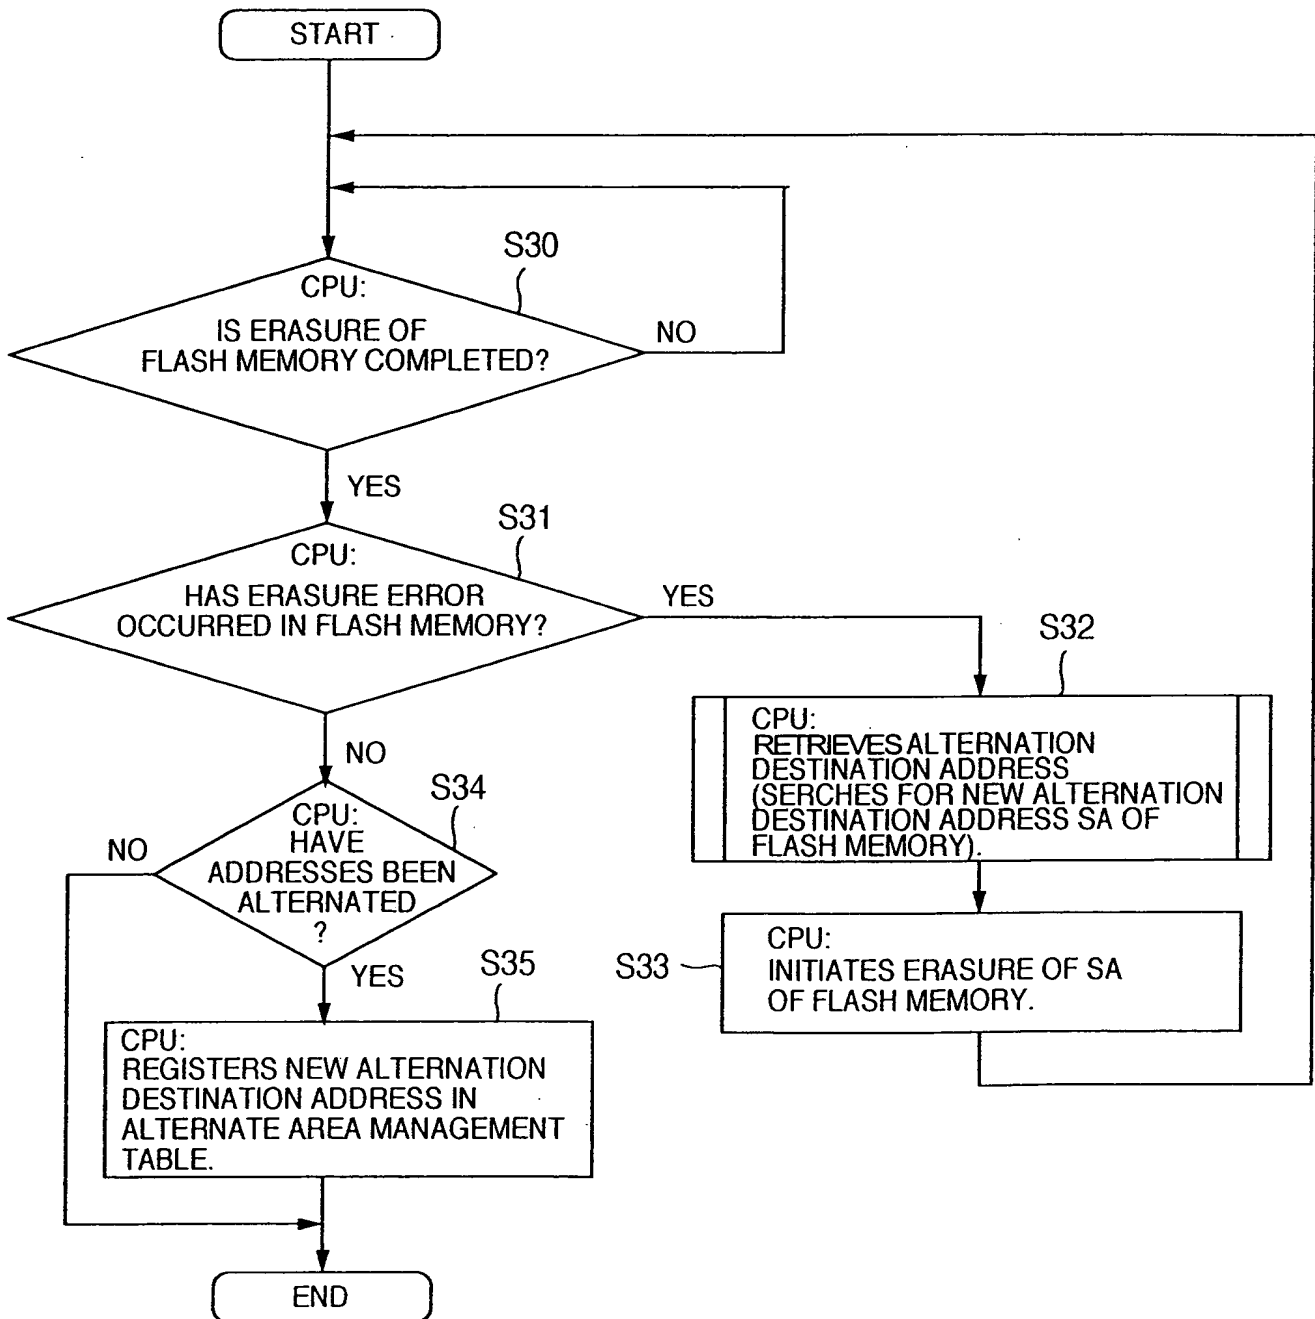 START
S30
CPU:
IS ERASURE OF
FLASH MEMORY COMPLETED?
NO
YES
S31
CPU:
HAS ERASURE ERROR
OCCURRED IN FLASH MEMORY?
YES
NO
S32
CPU:
RETRIEVES ALTERNATION
DESTINATION ADDRESS
(SERCHES FOR NEW ALTERNATION
DESTINATION ADDRESS SA OF
FLASH MEMORY).
S33
CPU:
INITIATES ERASURE OF SA
OF FLASH MEMORY.
S34
CPU:
HAVE
ADDRESSES BEEN
ALTERNATED
?
NO
YES
S35
CPU:
REGISTERS NEW ALTERNATION
DESTINATION ADDRESS IN
ALTERNATE AREA MANAGEMENT
TABLE.
END